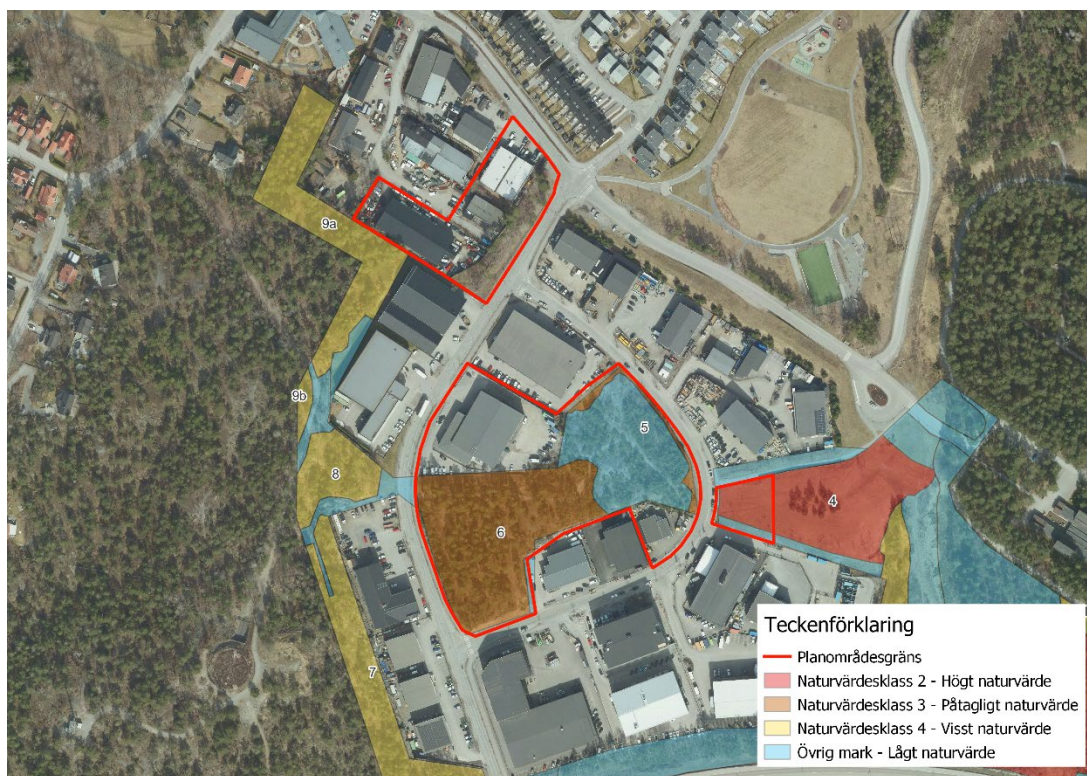 9a
5
9b
8
4
6
7
Teckenförklaring
Planområdesgräns
Naturvärdesklass 2 - Högt naturvärde
Naturvärdesklass 3 - Påtagligt naturvärde
Naturvärdesklass 4 - Visst naturvärde
Övrig mark - Lågt naturvärde